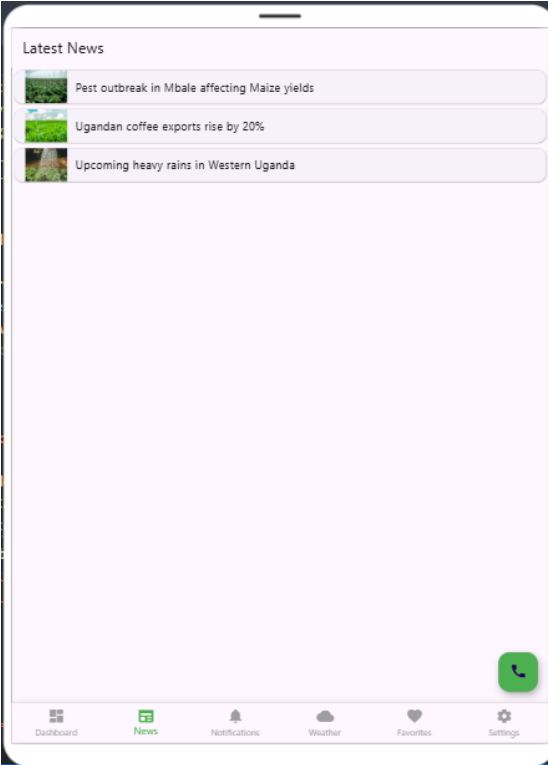 Latest News
Pest outbreak in Mbale affecting Maize yields
Ugandan coffee exports rise by 20%
Upcoming heavy rains in Western Uganda
Dashboard
News
Notifications
Weather
Favorites
Settings